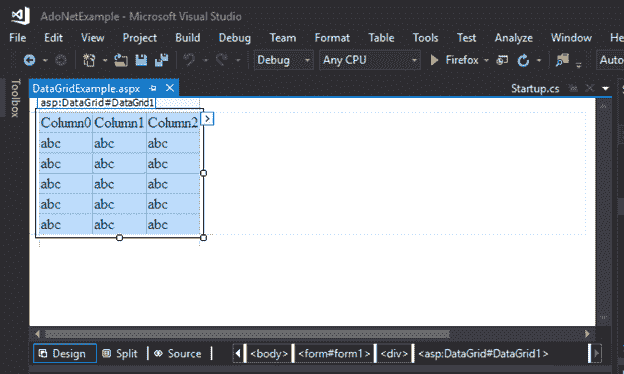 AdoNetExample - Microsoft Visual Studio
File Edit View Project Build Debug Team Format Table Tools Test Analyze Window He
Debug Any CPU Firefox Auto
DataGridExample.aspx Startup.cs
Toolbox
asp:DataGrid#DataGrid1
Column0 Column1 Column2
abc abc abc
abc abc abc
abc abc abc
abc abc abc
abc abc abc
Design Split Source <body> <form#form1> <div> <asp:DataGrid#DataGrid1>